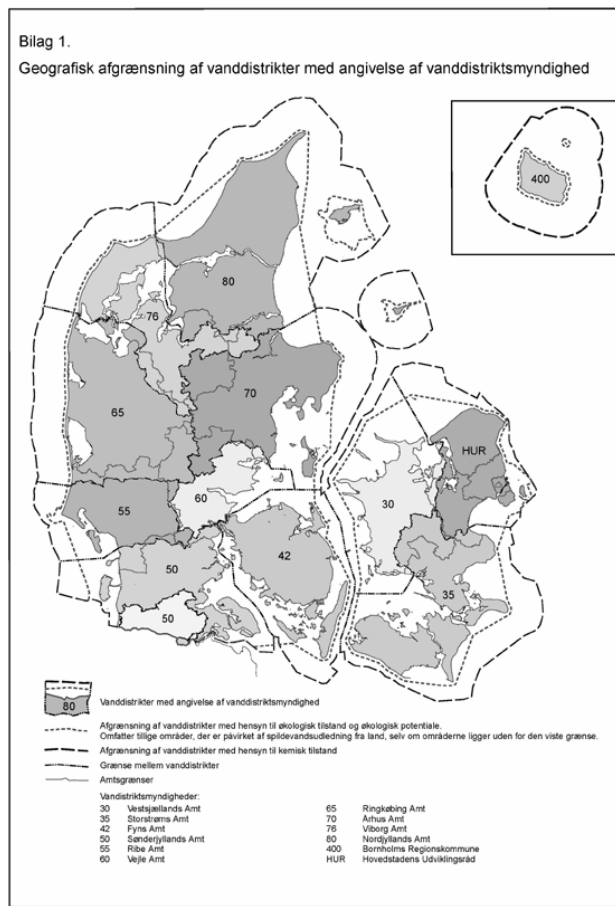 Bilag 1.
Geografisk afgrænsning af vanddistrikter med angivelse af vanddistriktsmyndighed
400
80
76
70
65
HUR
30
60
55
42
50
35
50
80
Vanddistrikter med angivelse af vanddistriktsmyndighed
Afgrænsning af vanddistrikter med hensyn til økologisk tilstand og økologisk potentiale.
Omfatter tillige områder, der er påvirket af spildevandsudledning fra land, selv om områderne ligger uden for den viste grænse.
Afgrænsning af vanddistrikter med hensyn til kemisk tilstand
Grænse mellem vanddistrikter
Amtsgrænser
Vandistriktsmyndigheder:
30 Vestsjællands Amt
35 Storstrøms Amt
42 Fyns Amt
50 Sønderjyllands Amt
55 Ribe Amt
60 Vejle Amt
65 Ringkøbing Amt
70 Århus Amt
76 Viborg Amt
80 Nordjyllands Amt
400 Bornholms Regionskommune
HUR Hovedstadens Udviklingsråd